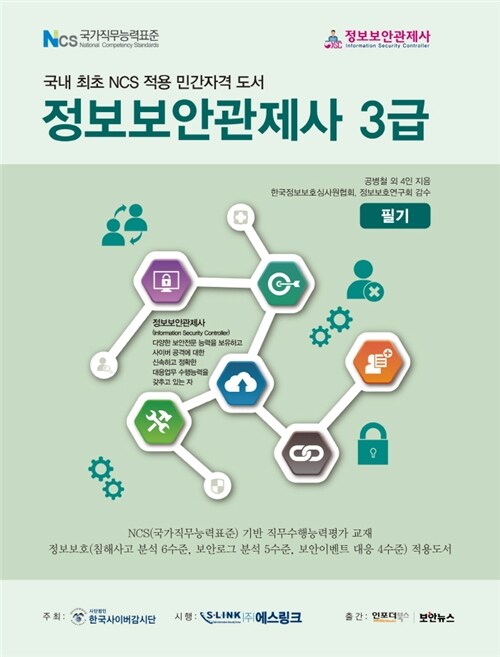 NCS 국가직무능력표준
National Competency Standards
정보보안관제사
Information Security Controller
국내 최초 NCS 적용 민간자격 도서
정보보안관제사 3급
공병철 외 4인 지음
한국정보보호심사원협회, 정보보호연구회 감수
필기
정보보안관제사
(Information Security Controller)
다양한 보안전문 능력을 보유하고
사이버 공격에 대한
신속하고 정확한
대응업무 수행능력을
갖추고 있는 자
NCS(국가직무능력표준) 기반 직무수행능력평가 교재
정보보호(침해사고 분석 6수준, 보안로그 분석 5수준, 보안이벤트 대응 4수준) 적용도서
주 최 : 사단법인 한국사이버감시단
시 행 : S-LINK (주)에스링크
출 간 : 인포더북스 보안뉴스